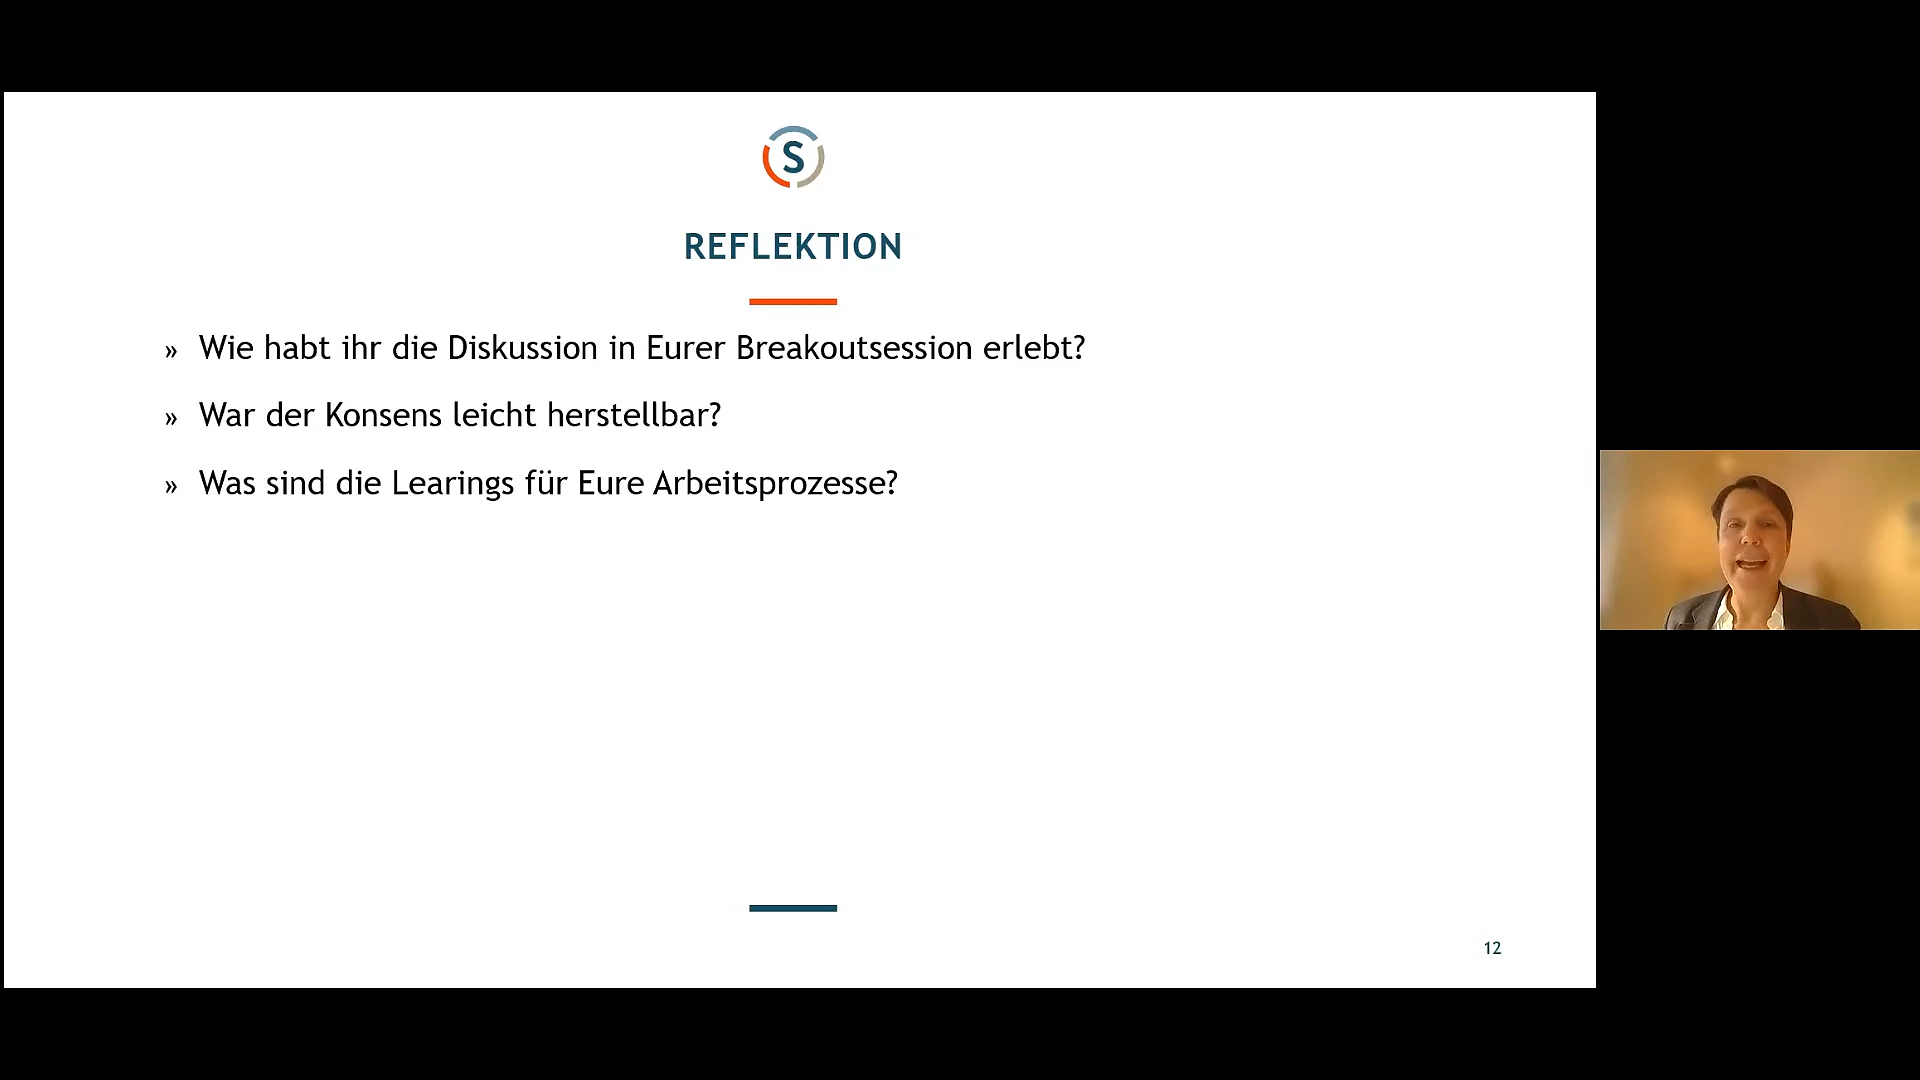 S
REFLEKTION
» Wie habt ihr die Diskussion in Eurer Breakoutsession erlebt?
» War der Konsens leicht herstellbar?
» Was sind die Learings für Eure Arbeitsprozesse?
12